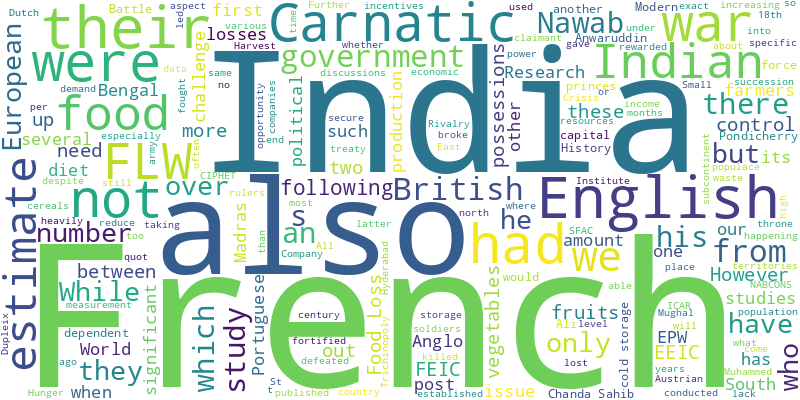 India
French
also
English
Carnatic
their
were
FLW
not
food
had
war
Indian
Nawab
government
British
European
estimate
we
from
his
but
there
have
who
he
an
s
number
over
following
While
which
study
they
between
when
World
significant
Portuguese
Bengal
several
up
need
diet
its
more
two
such
political
production
challenge
losses
Research
possessions
other
these
farmers
control
Pondicherry
capital
History
amount
one
our
However
studies
EPW
EEIC
has
South
issue
only
fruits
vegetables
cold storage
Chanda Sahib
Anglo
FEIC
post
out
Food Loss
Madras
Dutch
Battle
first
aspect
led
various
Harvest
opportunity
economic
companies
Rivalry
broke
East
months
income
resources
Crisis
Small
incentives
Further
Modern
exact
increasing
so
used
another
under
into
time
country
claimant
gave
rewarded
Anwaruddin
about
specific
force
princes
succession
18th
whether
same
no
per
demand
data
fought
discussions
power
or
secure
treaty
end
especially
despite
still
cereals
reduce
heavily
taking
too
waste
army
often
CIPHET
rulers
most
than
north
Institute
where
All
latter
Company
Hyderabad
SFAC
subcontinent
populace
high
throne
happening
territories
NABCONS
ICAR
Mughal
population
will
Muhammed
years
Austrian
what
come
conducted
lack
lost
level
Ali
able
place
would
storage
soldiers
killed
Trichinopoly
established
century
fortified
defeated
St
t
published
ago
dependent
measurement
quot
Hunger
Dupleix